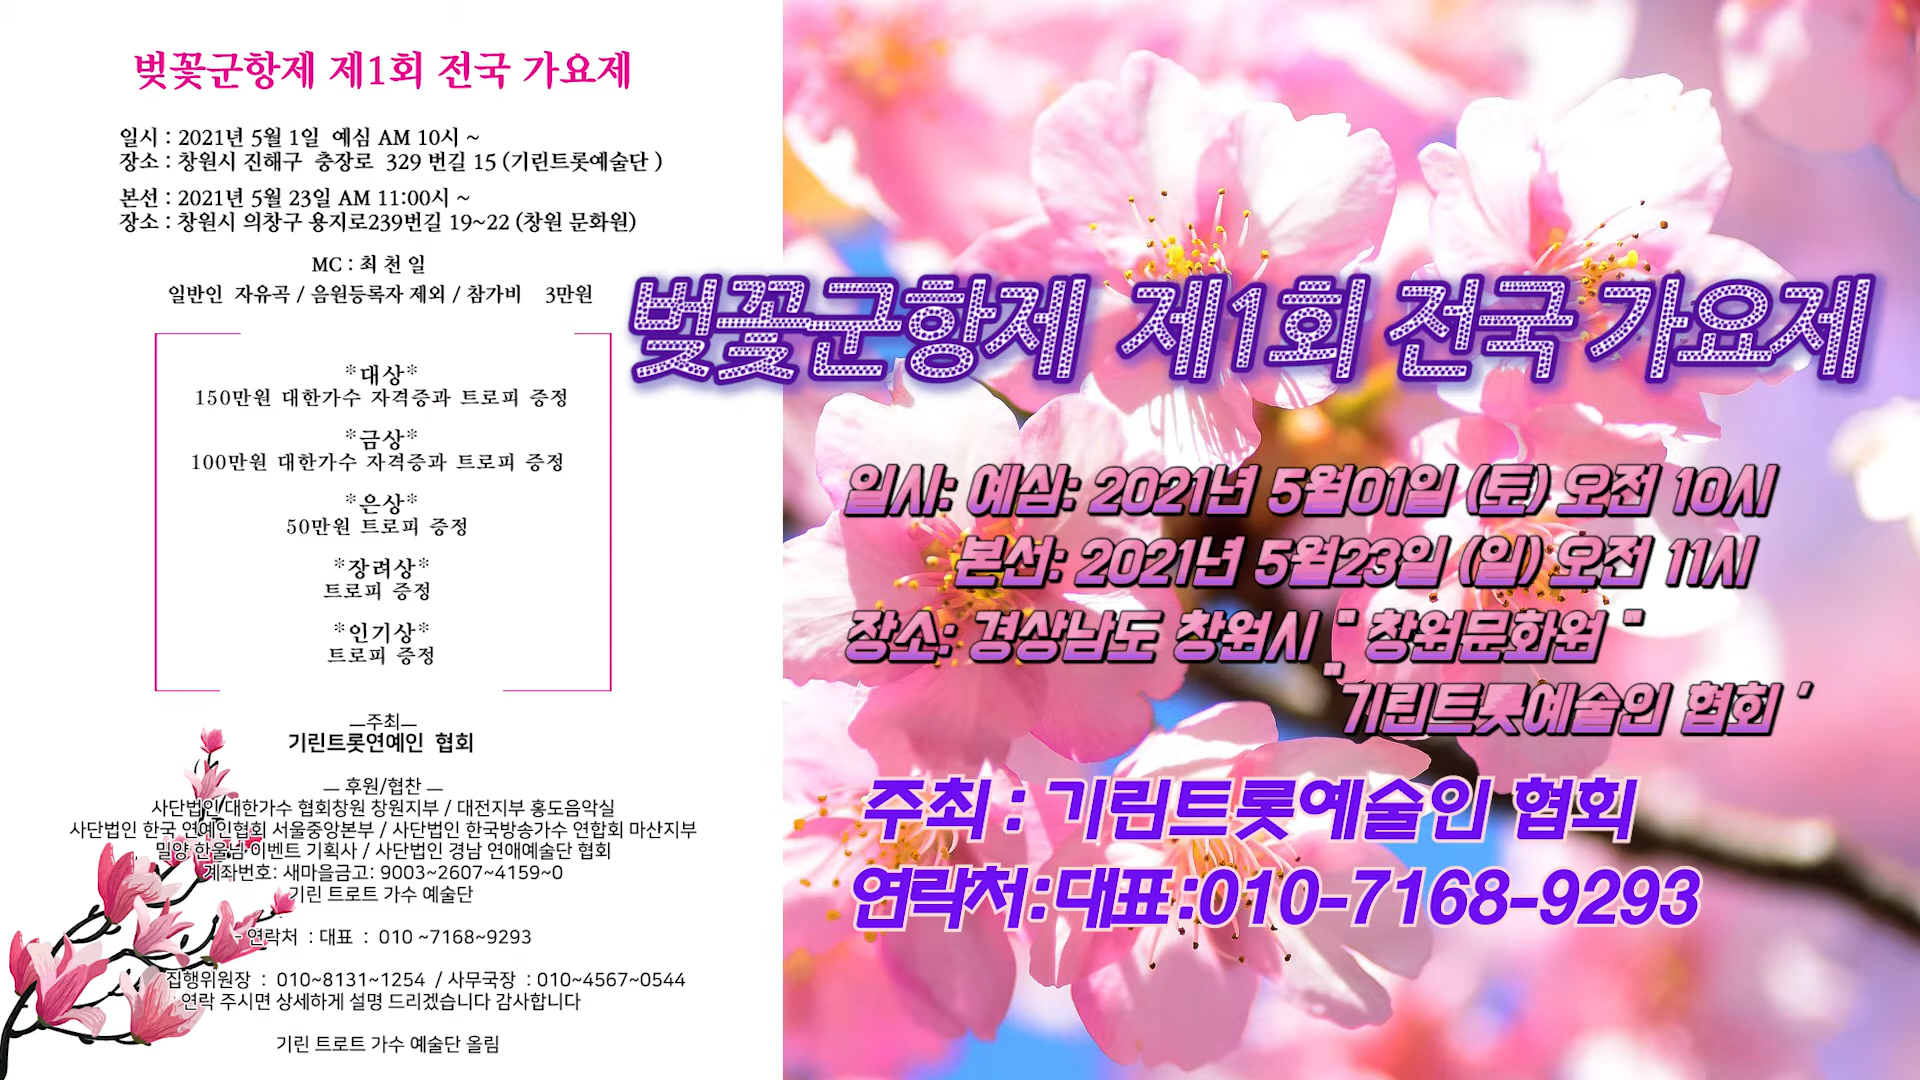 벚꽃군항제 제1회 전국 가요제
일시 : 2021년 5월 1일 예심 AM 10시 ~
장소 : 창원시 진해구 충장로 329 번길 15 (기린트롯예술단 )
본선 : 2021년 5월 23일 AM 11:00시 ~
장소 : 창원시 의창구 용지로239번길 19~22 (창원 문화원)
MC : 최 천 일
일반인 자유곡 / 음원등록자 제외 / 참가비 3만원
*대상*
150만원 대한가수 자격증과 트로피 증정
*금상*
100만원 대한가수 자격증과 트로피 증정
*은상*
50만원 트로피 증정
*장려상*
트로피 증정
*인기상*
트로피 증정
—주최—
기린트롯연예인 협회
— 후원/협찬 —
사단법인 대한가수 협회창원 창원지부 / 대전지부 홍도음악실
사단법인 한국 연예인협회 서울중앙본부 / 사단법인 한국방송가수 연합회 마산지부
밀양 한울님 이벤트 기획사 / 사단법인 경남 연애예술단 협회
계좌번호: 새마을금고: 9003~2607~4159~0
기린 트로트 가수 예술단
- 연락처 : 대표 : 010 ~7168~9293
집행위원장 : 010~8131~1254 / 사무국장 : 010~4567~0544
연락 주시면 상세하게 설명 드리겠습니다 감사합니다
기린 트로트 가수 예술단 올림
벚꽃군항제 제1회 전국 가요제
일시: 예심: 2021년 5월01일 (토) 오전 10시
본선: 2021년 5월23일 (일) 오전 11시
장소: 경상남도 창원시 " 창원문화원 "
"기린트롯예술인 협회 '
주최 : 기린트롯예술인 협회
연락처:대표:010-7168-9293